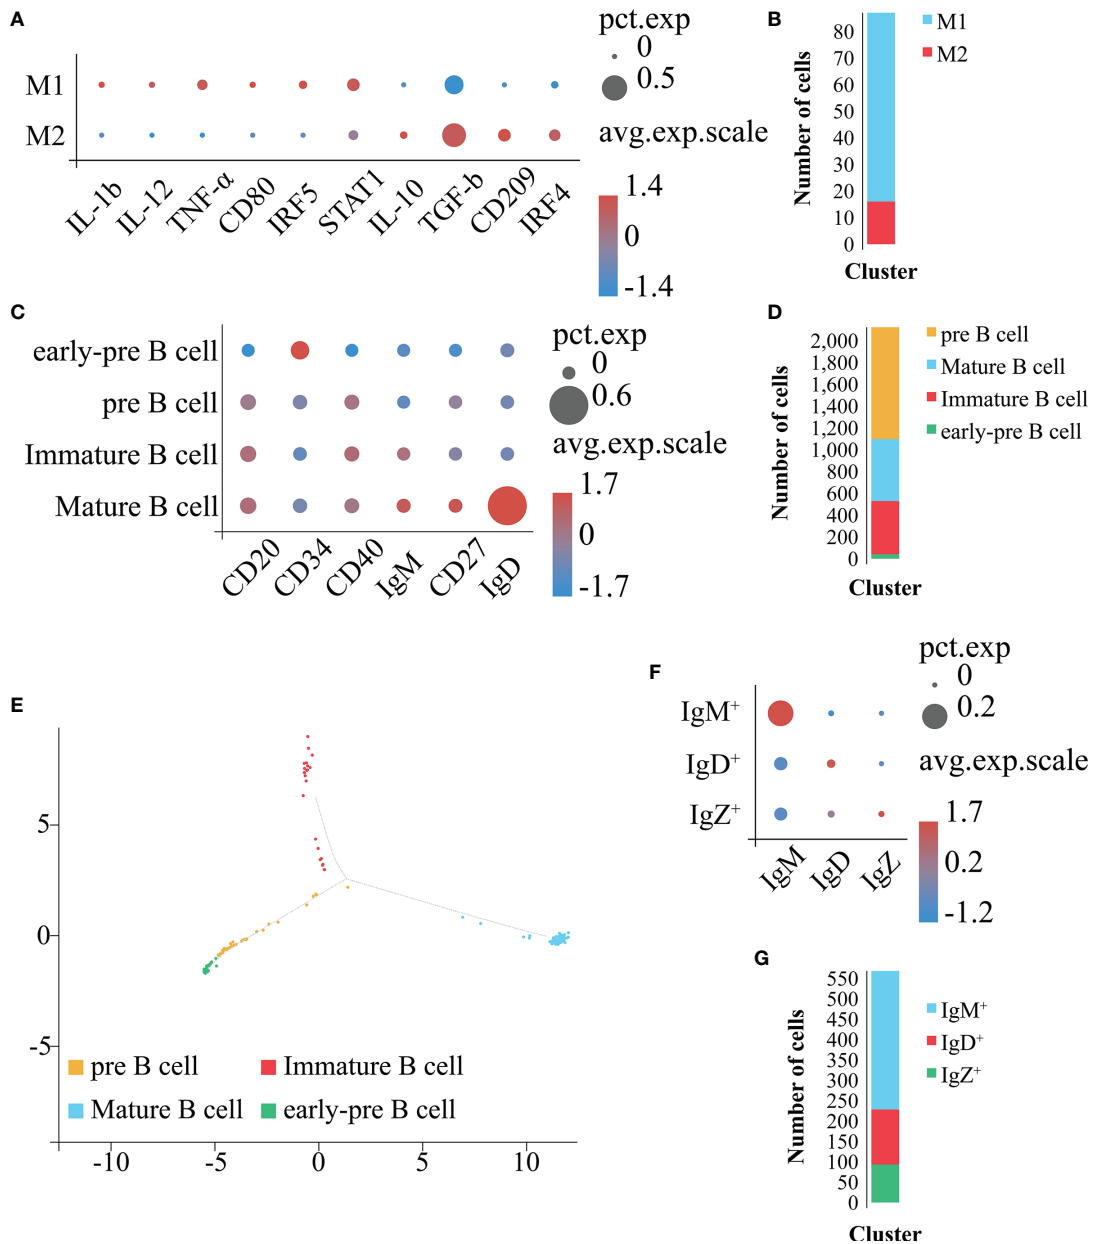 A
M1
M2
IL-1b
IL-12
TNF-α
CD80
IRF5
STAT1
IL-10
TGF-b
CD209
IRF4
pct.exp
0
0.5
avg.exp.scale
1.4
0
-1.4
B
Number of cells
80
70
60
50
40
30
20
10
0
Cluster
M1
M2
C
early-pre B cell
pre B cell
Immature B cell
Mature B cell
CD20
CD34
CD40
IgM
CD27
IgD
pct.exp
0
0.6
avg.exp.scale
1.7
0
-1.7
D
Number of cells
2,000
1,800
1,600
1,400
1,200
1,000
800
600
400
200
0
Cluster
pre B cell
Mature B cell
Immature B cell
early-pre B cell
E
5
0
-5
pre B cell
Immature B cell
Mature B cell
early-pre B cell
-10
-5
0
5
10
F
IgM+
IgD+
IgZ+
IgM
IgD
IgZ
pct.exp
0
0.2
avg.exp.scale
1.7
0.2
-1.2
G
Number of cells
550
500
450
400
350
300
250
200
150
100
50
0
Cluster
IgM+
IgD+
IgZ+